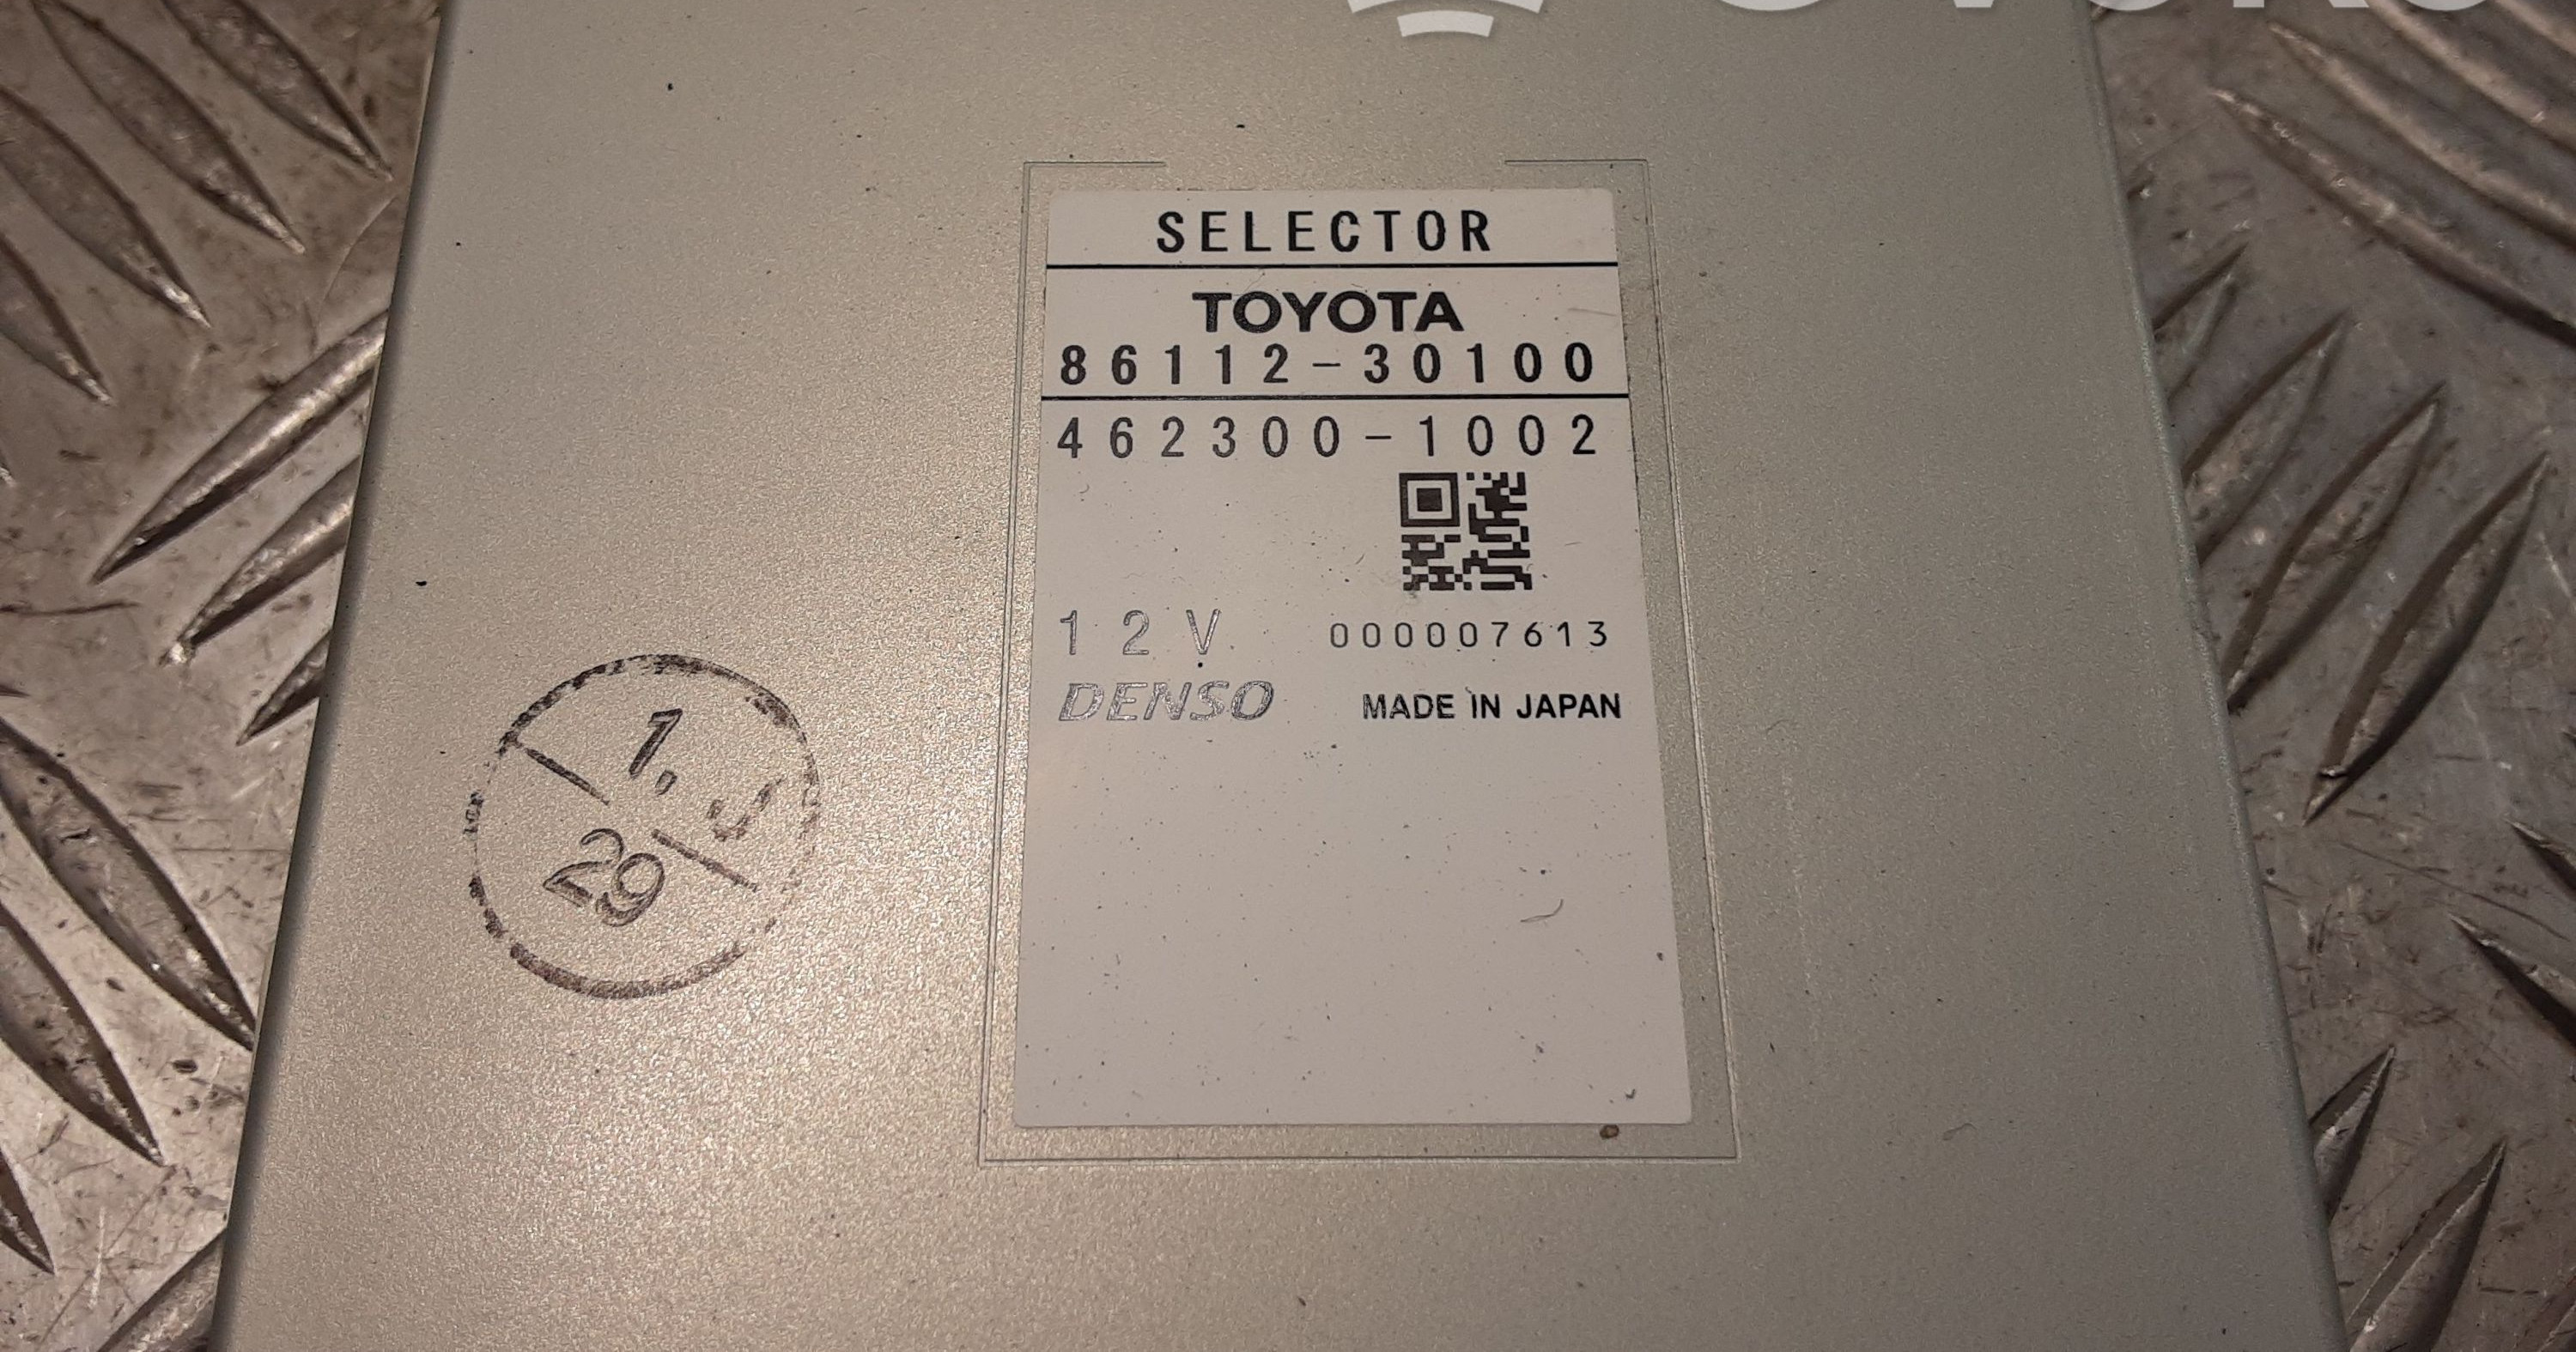 SELECTOR
TOYOTA
86112-30100
462300-1002
12V 000007613
DENSO MADE IN JAPAN
1,
29